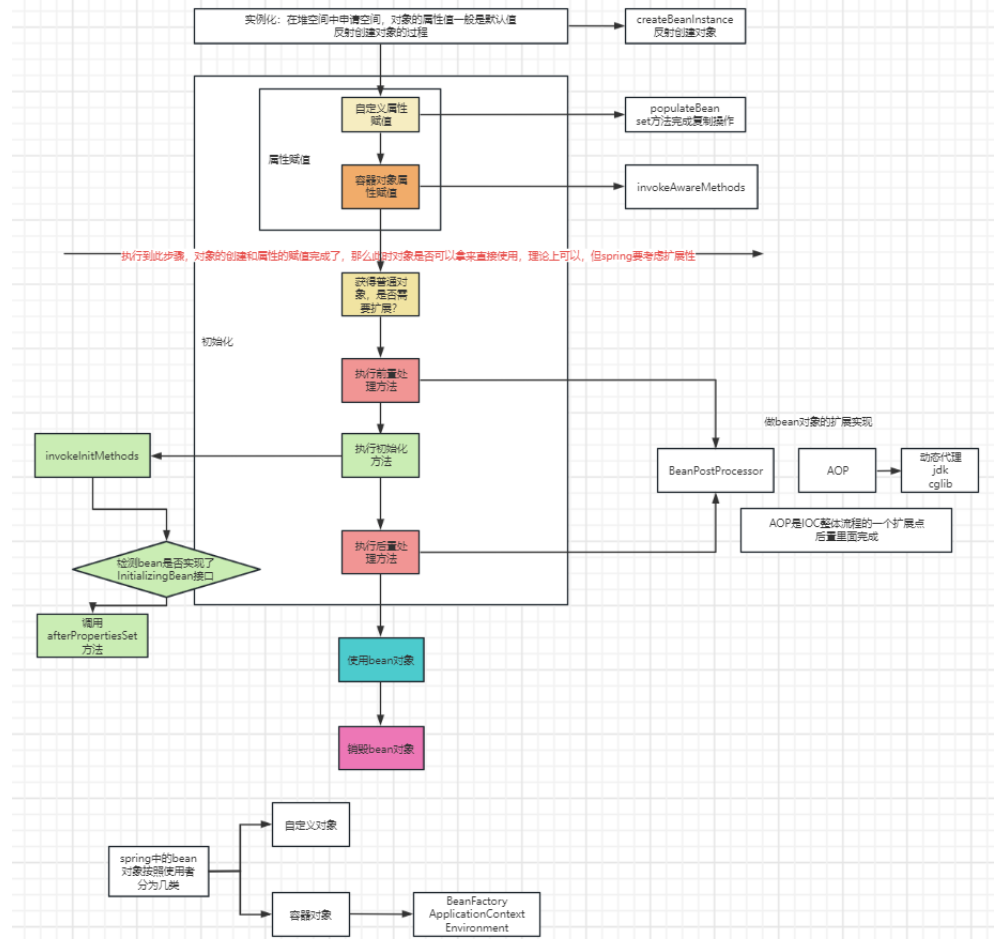 实例化：在堆空间中申请空间，对象的属性值一般是默认值
反射创建对象的过程
createBeanInstance
反射创建对象
自定义属性
赋值
populateBean
set方法完成复制操作
属性赋值
容器对象属
性赋值
invokeAwareMethods
执行到此步骤，对象的创建和属性的赋值完成了，那么此时对象是否可以拿来直接使用，理论上可以，但spring要考虑扩展性
获得普通对
象，是否需
要扩展？
初始化
执行前置处
理方法
做bean对象的扩展实现
invokeInitMethods
执行初始化
方法
BeanPostProcessor
AOP
动态代理
jdk
cglib
AOP是IOC整体流程的一个扩展点
后置里面完成
执行后置处
理方法
检测bean是否实现了
InitializingBean接口
调用
afterPropertiesSet
方法
使用bean对象
销毁bean对象
自定义对象
spring中的bean
对象按照使用者
分为几类
容器对象
BeanFactory
ApplicationContext
Environment